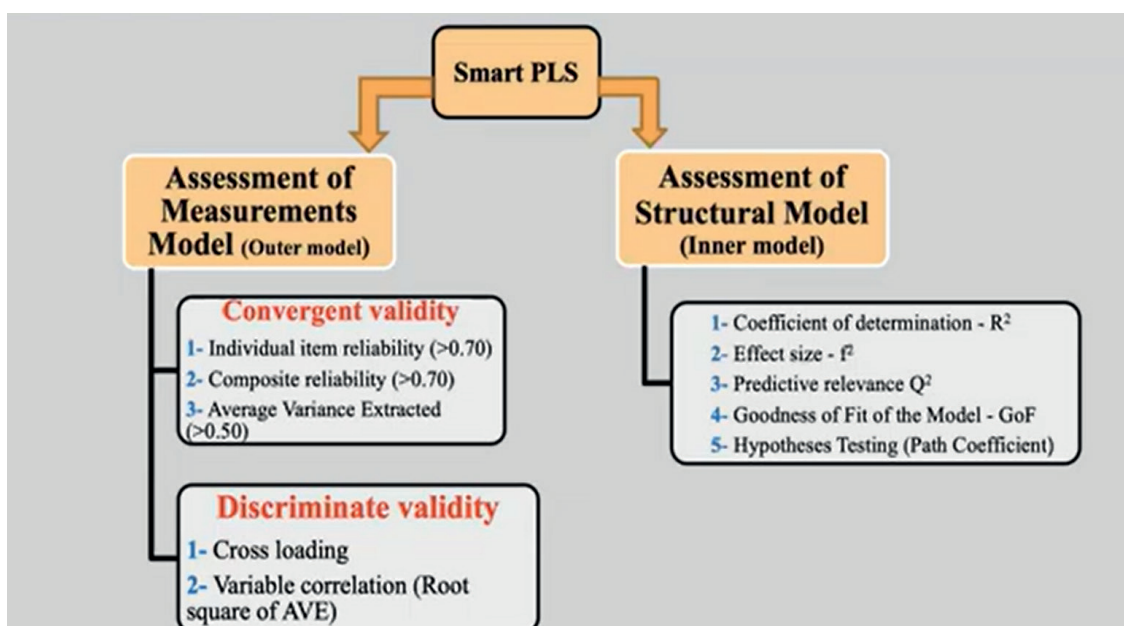 Smart PLS
Assessment of
Measurements
Model (Outer model)
Convergent validity
1- Individual item reliability (>0.70)
2- Composite reliability (>0.70)
3- Average Variance Extracted
(>0.50)
Discriminate validity
1- Cross loading
2- Variable correlation (Root
square of AVE)
Assessment of
Structural Model
(Inner model)
1- Coefficient of determination - R²
2- Effect size - f²
3- Predictive relevance Q²
4- Goodness of Fit of the Model - GoF
5- Hypotheses Testing (Path Coefficient)